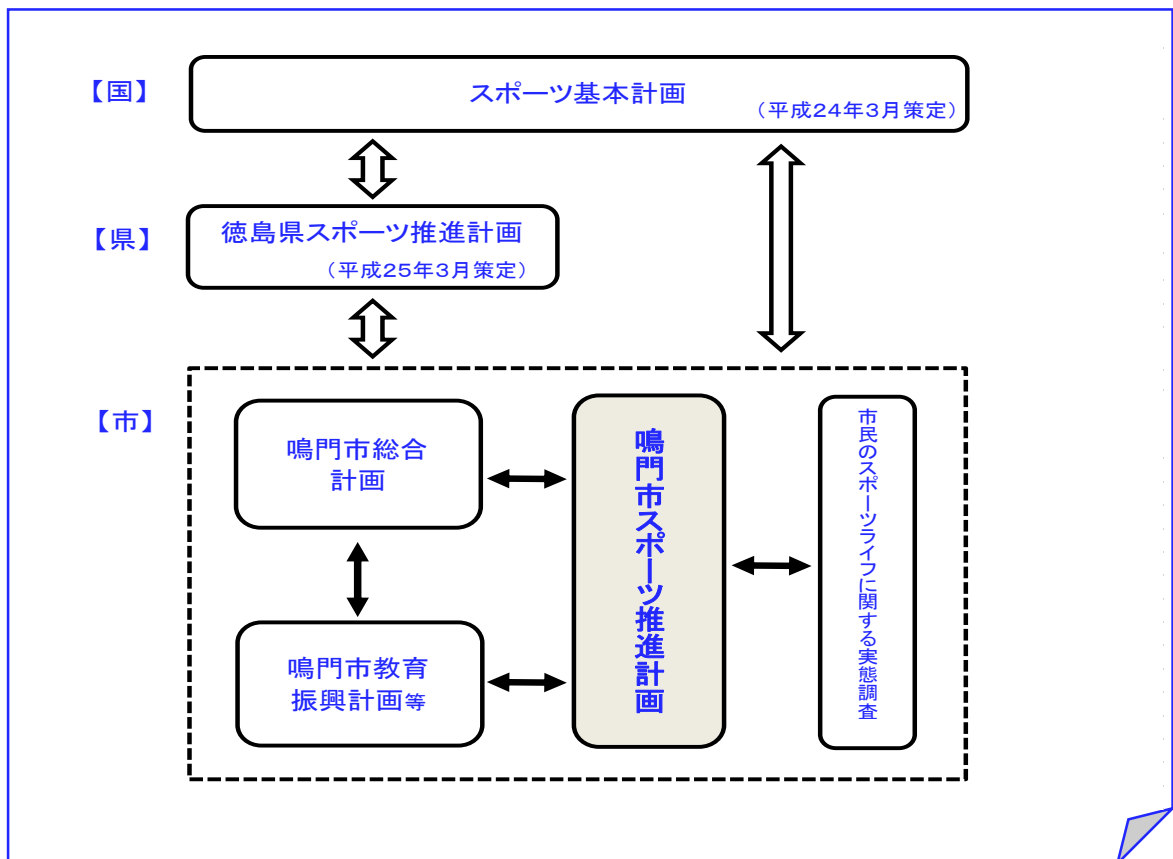 【国】
スポーツ基本計画
（平成24年3月策定）
【県】
徳島県スポーツ推進計画
（平成25年3月策定）
【市】
鳴門市総合
計画
鳴門市教育
振興計画等
鳴門市スポーツ推進計画
市民のスポーツライフに関する実態調査